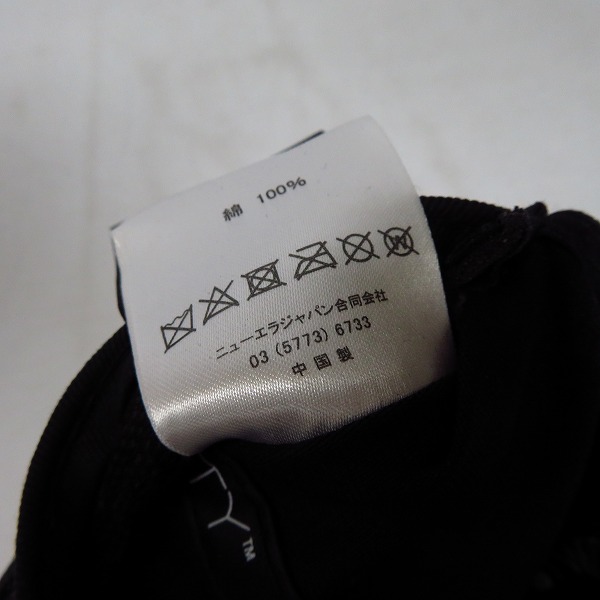 綿 100%
W
ニューエラジャパン合同会社
03 (5773) 6733
中国製
TY™